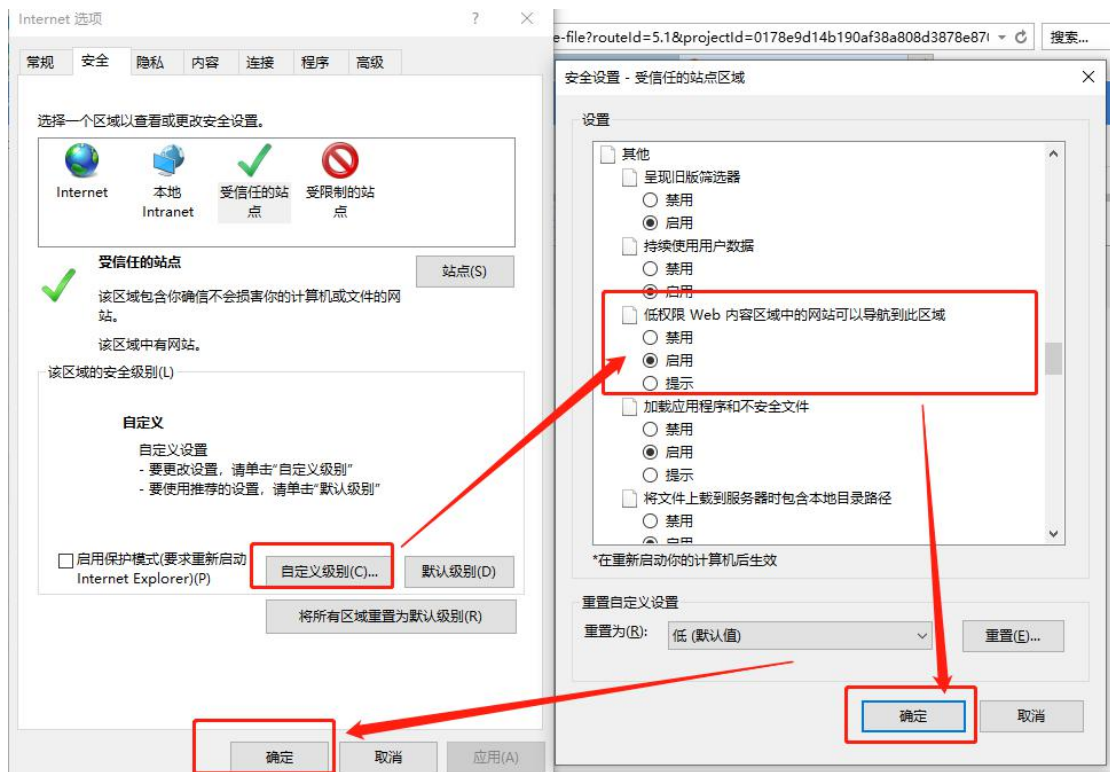 Internet 选项
?
常规 安全 隐私 内容 连接 程序 高级
选择一个区域以查看或更改安全设置。
Internet
本地
Intranet
受信任的站
点
受限制的站
点
受信任的站点
站点(S)
该区域包含你确信不会损害你的计算机或文件的网
站。
该区域中有网站。
该区域的安全级别(L)
自定义
自定义设置
- 要更改设置，请单击“自定义级别”
- 要使用推荐的设置，请单击“默认级别”
启用保护模式(要求重新启动
Internet Explorer)(P)
自定义级别(C)...
默认级别(D)
将所有区域重置为默认级别(R)
确定
取消
应用(A)
e-file?routeId=5.1&projectId=0178e9d14b190af38a808d3878e87
搜索...
安全设置 - 受信任的站点区域
设置
其他
呈现旧版筛选器
禁用
启用
持续使用用户数据
禁用
启用
低权限 Web 内容区域中的网站可以导航到此区域
禁用
启用
提示
加载应用程序和不安全文件
禁用
启用
提示
将文件上载到服务器时包含本地目录路径
禁用
启用
*在重新启动你的计算机后生效
重置自定义设置
重置为(R):
低 (默认值)
重置(E)...
确定
取消